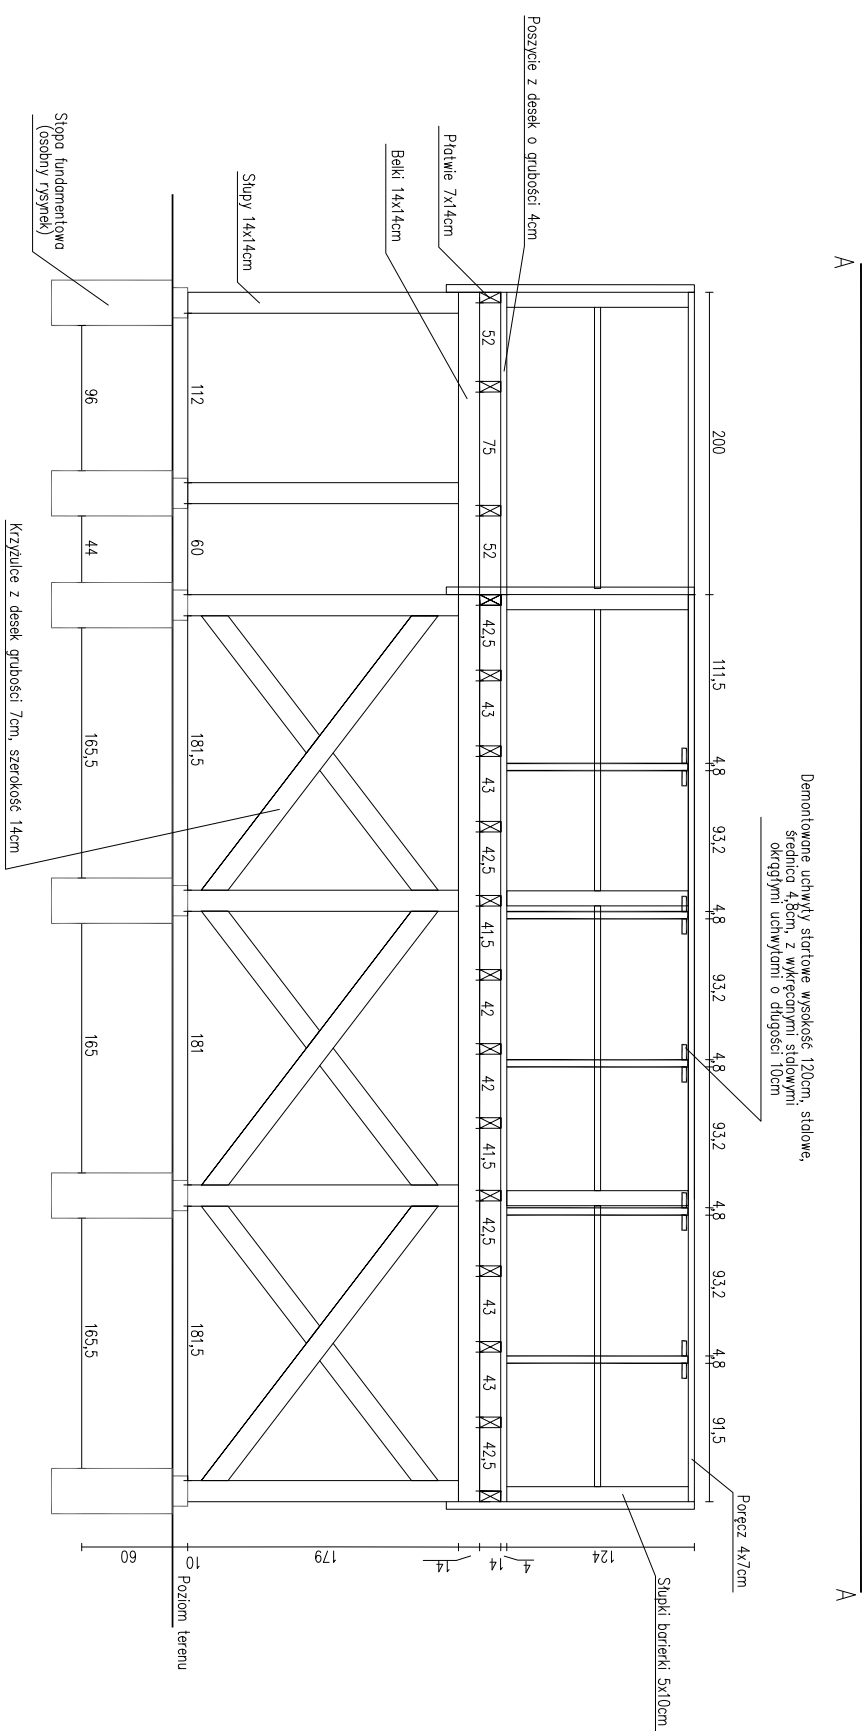 A
A
Demontowane uchwyty startowe wysokość 120cm, stalowe,
średnica 4,8cm, z wykręcanymi stalowymi
okrągłymi uchwytami o długości 10cm
Poręcz 4x7cm
Słupki barierki 5x10cm
200
111,5
4,8
93,2
4,8
93,2
4,8
93,2
4,8
93,2
4,8
91,5
Poszycie z desek o grubości 4cm
Płatwie 7x14cm
Belki 14x14cm
Słupy 14x14cm
Stopa fundamentowa
(osobny rysynek)
52
75
52
42,5
43
43
42,5
41,5
42
42
41,5
42,5
43
43
42,5
124
4
14
14
179
10
60
112
60
181,5
181
181,5
Poziom terenu
96
44
165,5
165
165,5
Krzyżulce z desek grubości 7cm, szerokość 14cm